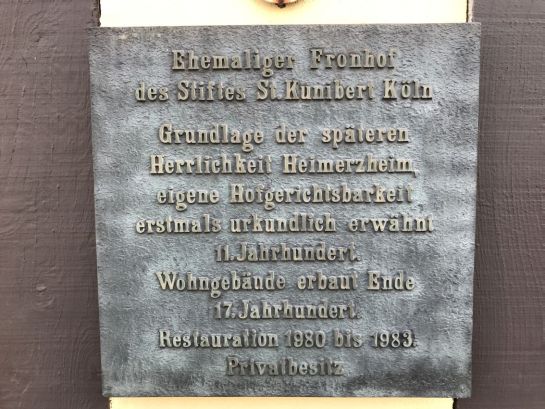 Ehemaliger Fronhof
des Stiftes St. Kunibert Köln
Grundlage der späteren
Herrlichkeit Heimerzheim,
eigene Hofgerichtsbarkeit
erstmals urkundlich erwähnt
11. Jahrhundert.
Wohngebäude erbaut Ende
17. Jahrhundert.
Restauration 1980 bis 1983.
Privatbesitz